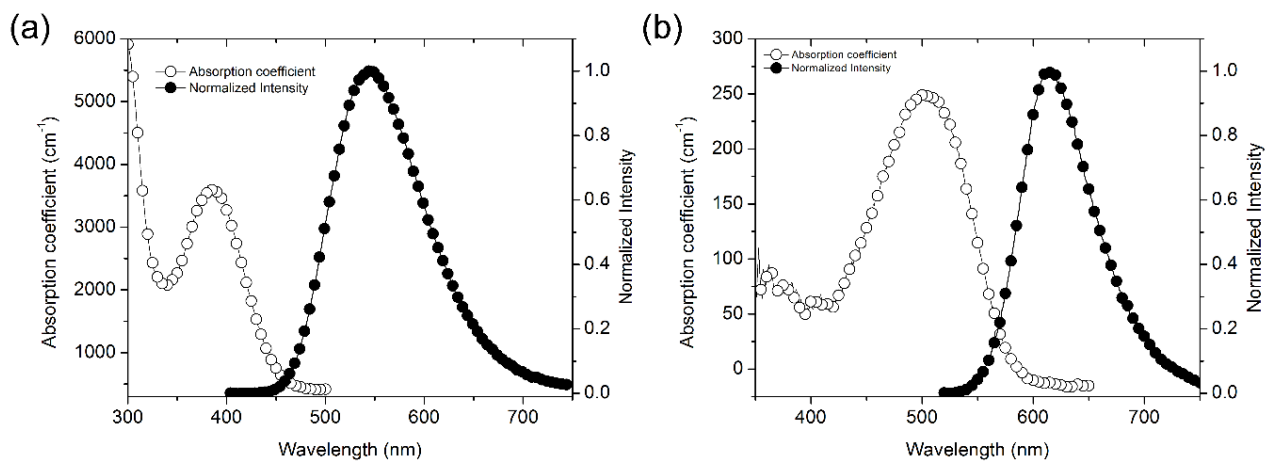 (a)
6000
5000
4000
3000
2000
1000
Absorption coefficient (cm⁻¹)
Absorption coefficient
Normalized Intensity
1.0
0.8
0.6
0.4
0.2
0.0
Normalized Intensity
300 400 500 600 700
Wavelength (nm)
(b)
300
250
200
150
100
50
0
Absorption coefficient (cm⁻¹)
Absorption coefficient
Normalized Intensity
1.0
0.8
0.6
0.4
0.2
0.0
Normalized Intensity
400 500 600 700
Wavelength (nm)